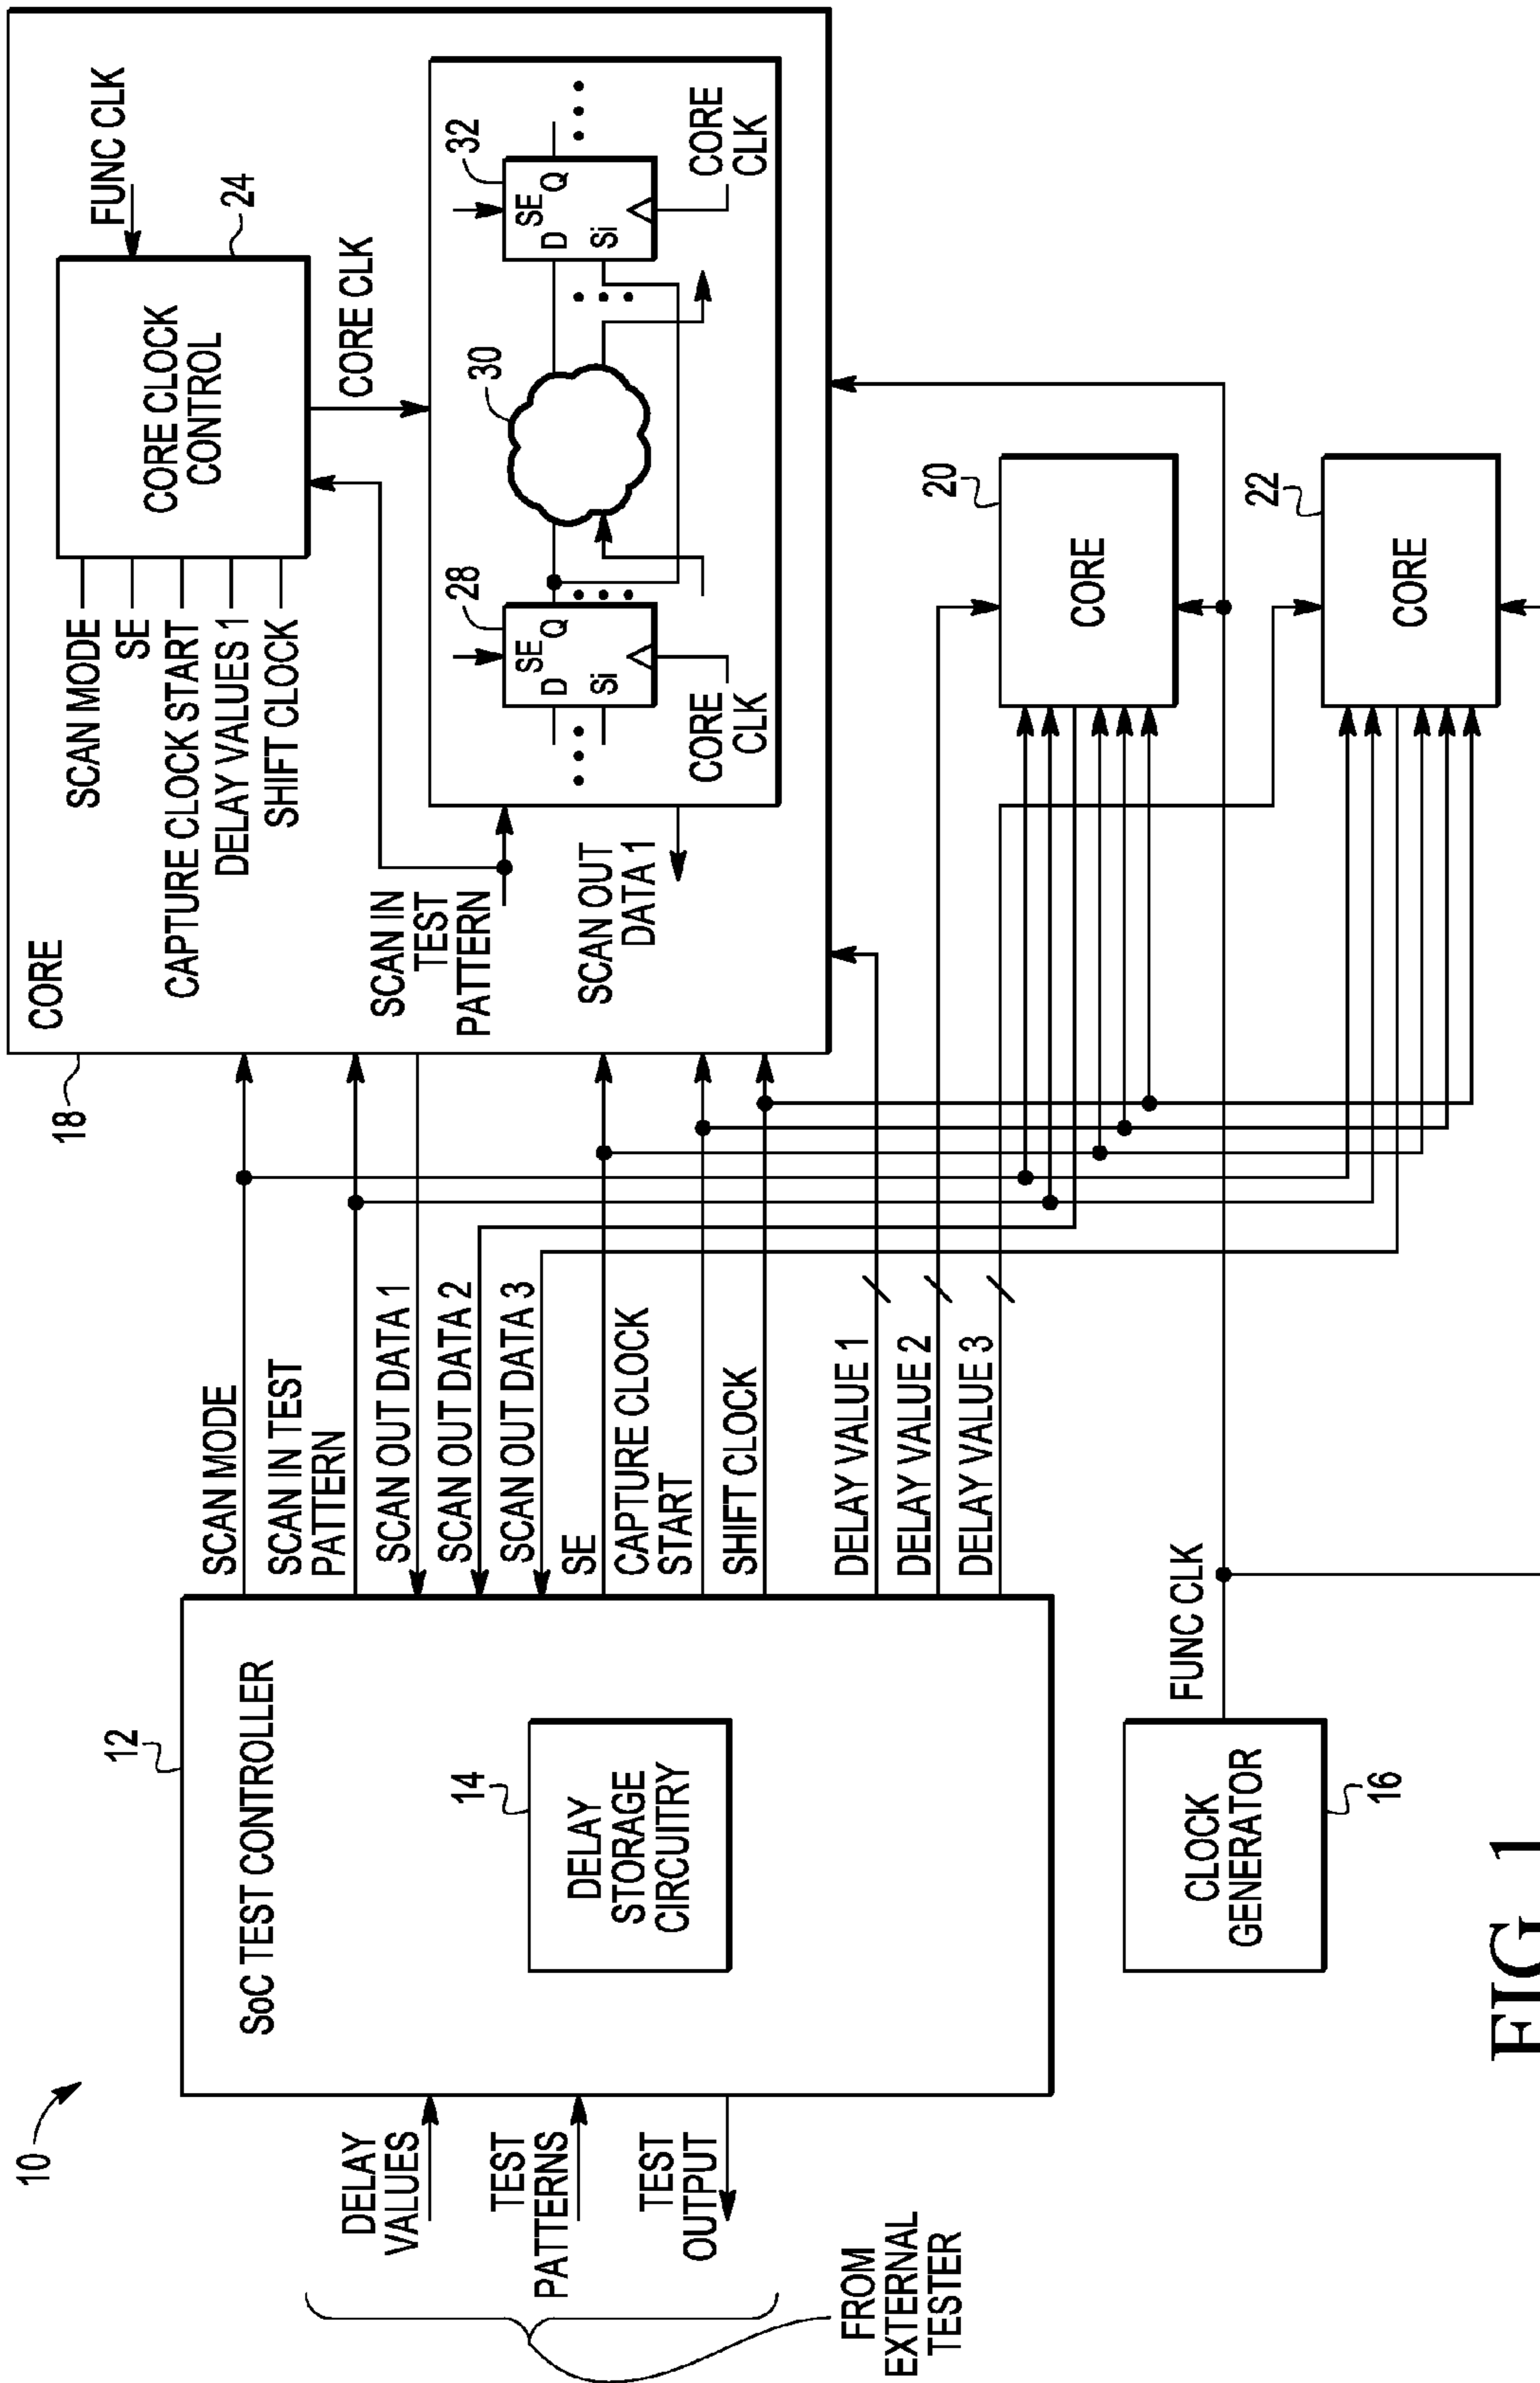 10
DELAY
VALUES
TEST
PATTERNS
TEST
OUTPUT
FROM
EXTERNAL
TESTER
12
SoC TEST CONTROLLER
14
DELAY
STORAGE
CIRCUITRY
CLOCK
GENERATOR
16
FUNC CLK
SCAN MODE
SCAN IN TEST
PATTERN
SCAN OUT DATA 1
SCAN OUT DATA 2
SCAN OUT DATA 3
SE
CAPTURE CLOCK
START
SHIFT CLOCK
DELAY VALUE 1
DELAY VALUE 2
DELAY VALUE 3
18
CORE
SCAN MODE
SE
CAPTURE CLOCK START
DELAY VALUES 1
SHIFT CLOCK
CORE CLOCK
CONTROL
24
FUNC CLK
CORE CLK
SCAN IN
TEST
PATTERN
SCAN OUT
DATA 1
28
SE
D
Q
Si
CORE
CLK
30
32
SE
D
Q
Si
CORE
CLK
20
CORE
22
CORE
FIG. 1